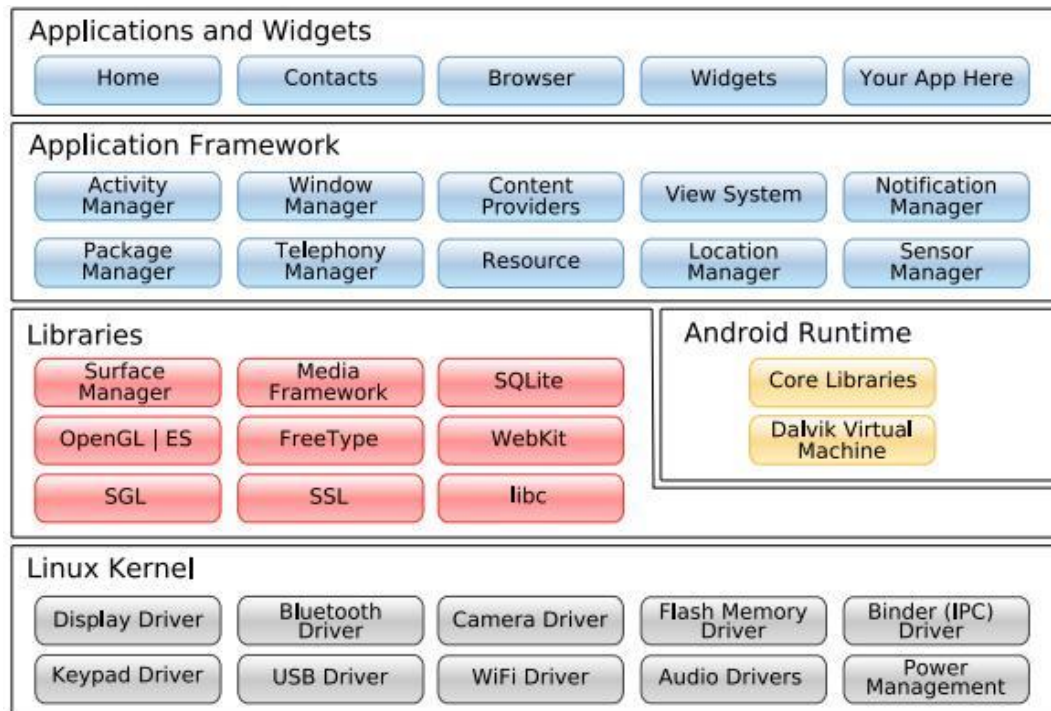 Applications and Widgets
Home
Contacts
Browser
Widgets
Your App Here
Application Framework
Activity
Manager
Window
Manager
Content
Providers
View System
Notification
Manager
Package
Manager
Telephony
Manager
Resource
Location
Manager
Sensor
Manager
Libraries
Surface
Manager
Media
Framework
SQLite
OpenGL | ES
FreeType
WebKit
SGL
SSL
libc
Android Runtime
Core Libraries
Dalvik Virtual
Machine
Linux Kernel
Display Driver
Bluetooth
Driver
Camera Driver
Flash Memory
Driver
Binder (IPC)
Driver
Keypad Driver
USB Driver
WiFi Driver
Audio Drivers
Power
Management